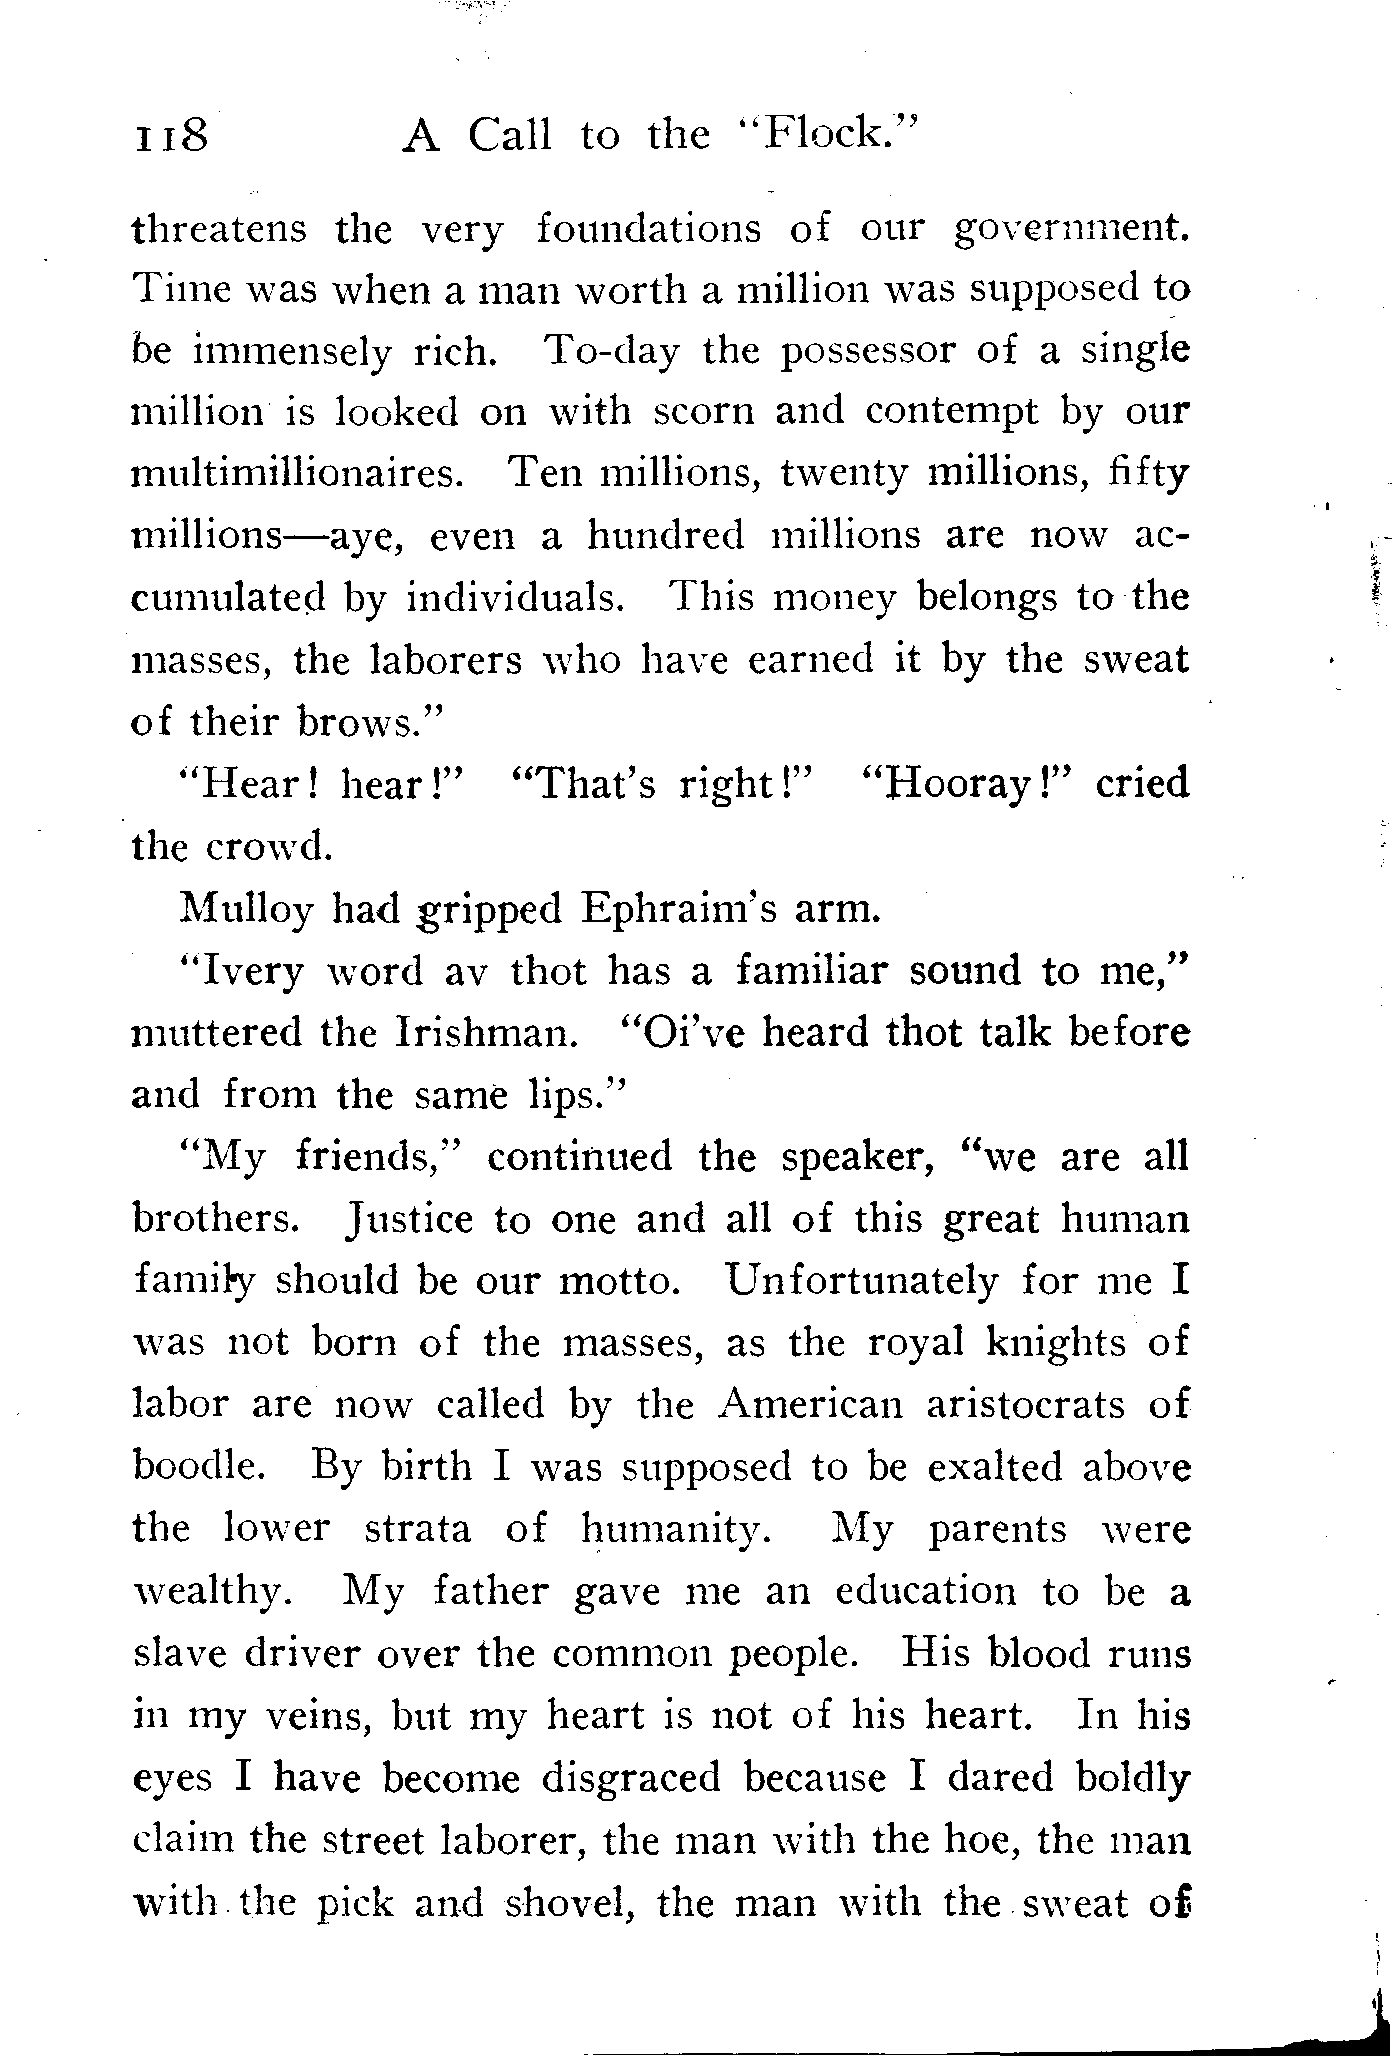 118 A Call to the “Flock.”
threatens the very foundations of our government.
Time was when a man worth a million was supposed to
be immensely rich. To-day the possessor of a single
million is looked on with scorn and contempt by our
multimillionaires. Ten millions, twenty millions, fifty
millions—aye, even a hundred millions are now ac-
cumulated by individuals. This money belongs to the
masses, the laborers who have earned it by the sweat
of their brows.”
“Hear! hear!” “That’s right!” “Hooray!” cried
the crowd.
Mulloy had gripped Ephraim’s arm.
“Ivery word av thot has a familiar sound to me,”
muttered the Irishman. “Oi’ve heard thot talk before
and from the same lips.”
“My friends,” continued the speaker, “we are all
brothers. Justice to one and all of this great human
family should be our motto. Unfortunately for me I
was not born of the masses, as the royal knights of
labor are now called by the American aristocrats of
boodle. By birth I was supposed to be exalted above
the lower strata of humanity. My parents were
wealthy. My father gave me an education to be a
slave driver over the common people. His blood runs
in my veins, but my heart is not of his heart. In his
eyes I have become disgraced because I dared boldly
claim the street laborer, the man with the hoe, the man
with the pick and shovel, the man with the sweat of